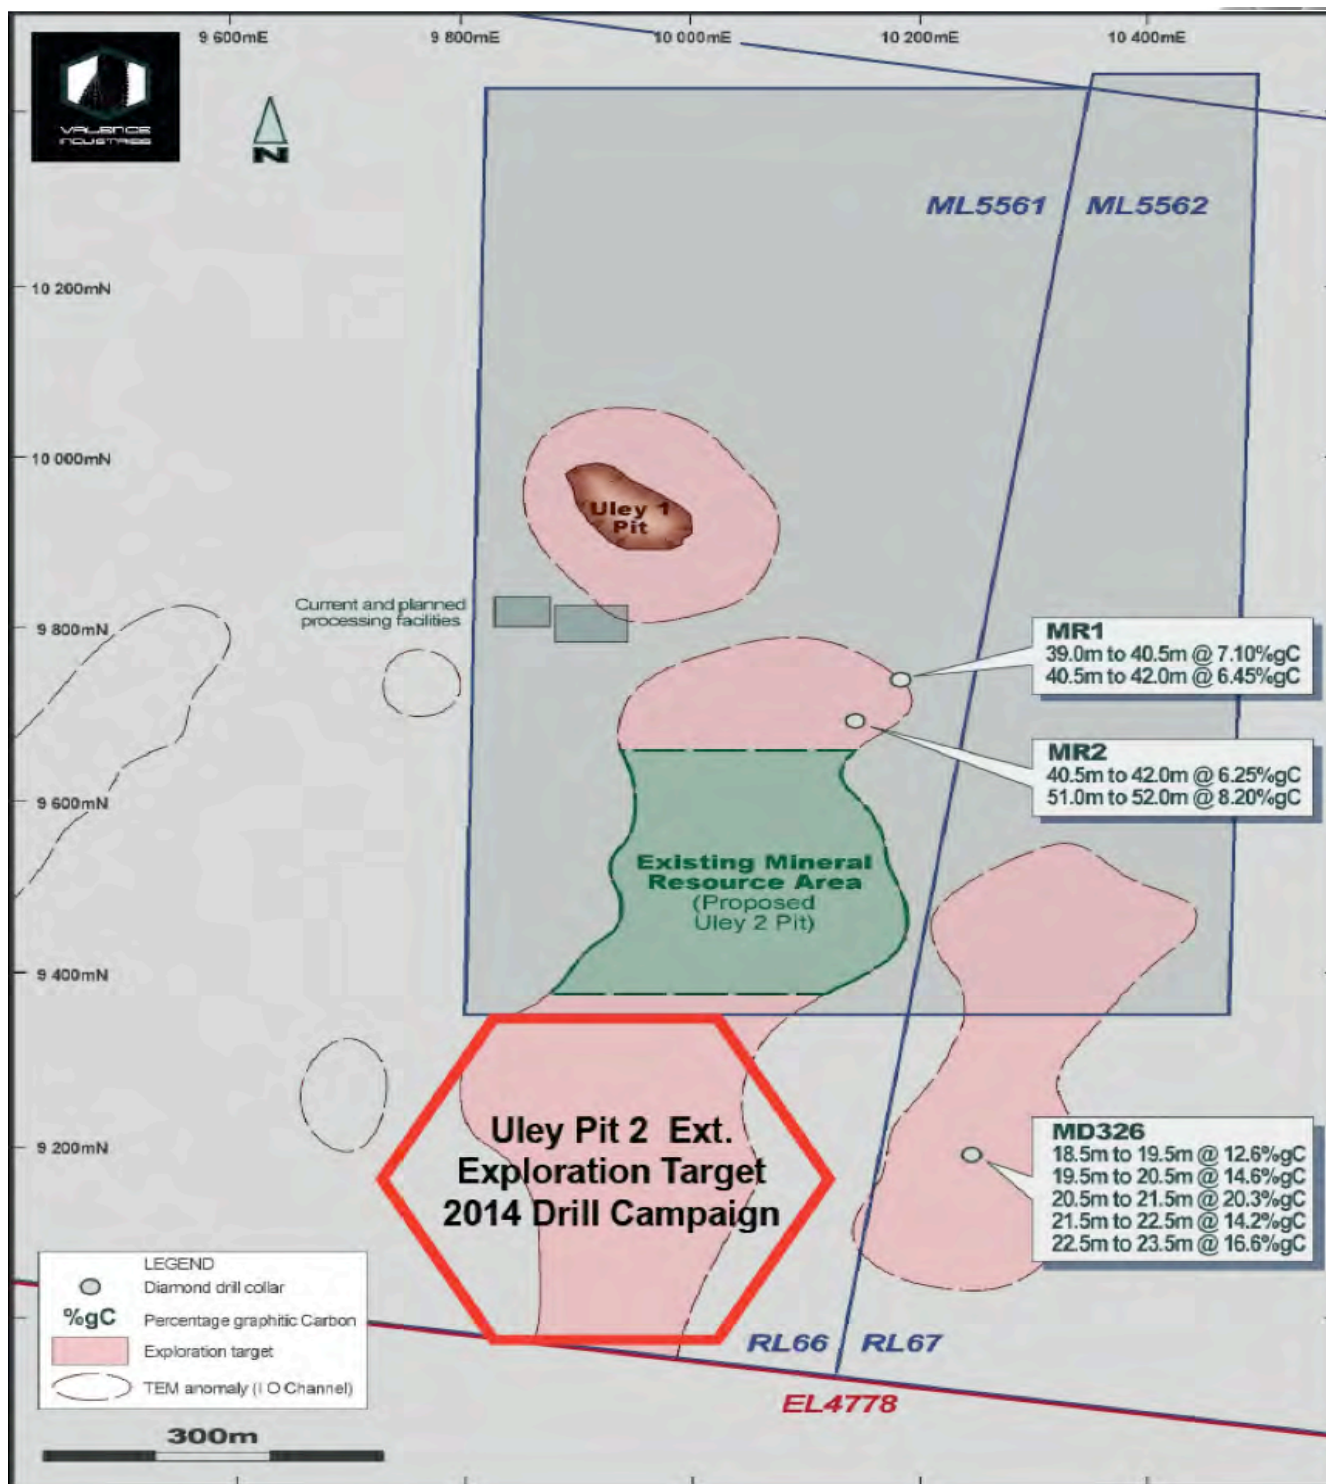 9 600mE
9 800mE
10 000mE
10 200mE
10 400mE
VALENCE
INDUSTRIES
N
ML5561
ML5562
10 200mN
10 000mN
Uley 1
Pit
Current and planned
processing facilities
9 800mN
MR1
39.0m to 40.5m @ 7.10%gC
40.5m to 42.0m @ 6.45%gC
MR2
40.5m to 42.0m @ 6.25%gC
51.0m to 52.0m @ 8.20%gC
9 600mN
Existing Mineral
Resource Area
(Proposed
Uley 2 Pit)
9 400mN
Uley Pit 2 Ext.
Exploration Target
2014 Drill Campaign
9 200mN
MD326
18.5m to 19.5m @ 12.6%gC
19.5m to 20.5m @ 14.6%gC
20.5m to 21.5m @ 20.3%gC
21.5m to 22.5m @ 14.2%gC
22.5m to 23.5m @ 16.6%gC
LEGEND
Diamond drill collar
%gC Percentage graphitic Carbon
Exploration target
TEM anomaly (I O Channel)
RL66
RL67
EL4778
300m